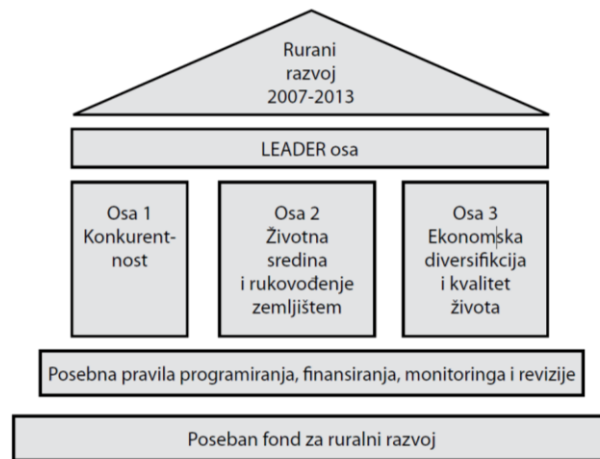 Rurani
razvoj
2007-2013
LEADER osa
Osa 1
Konkurent-
nost
Osa 2
Životna
sredina
i rukovođenje
zemljištem
Osa 3
Ekonomska
diversifikcija
i kvalitet
života
Posebna pravila programiranja, finansiranja, monitoringa i revizije
Poseban fond za ruralni razvoj